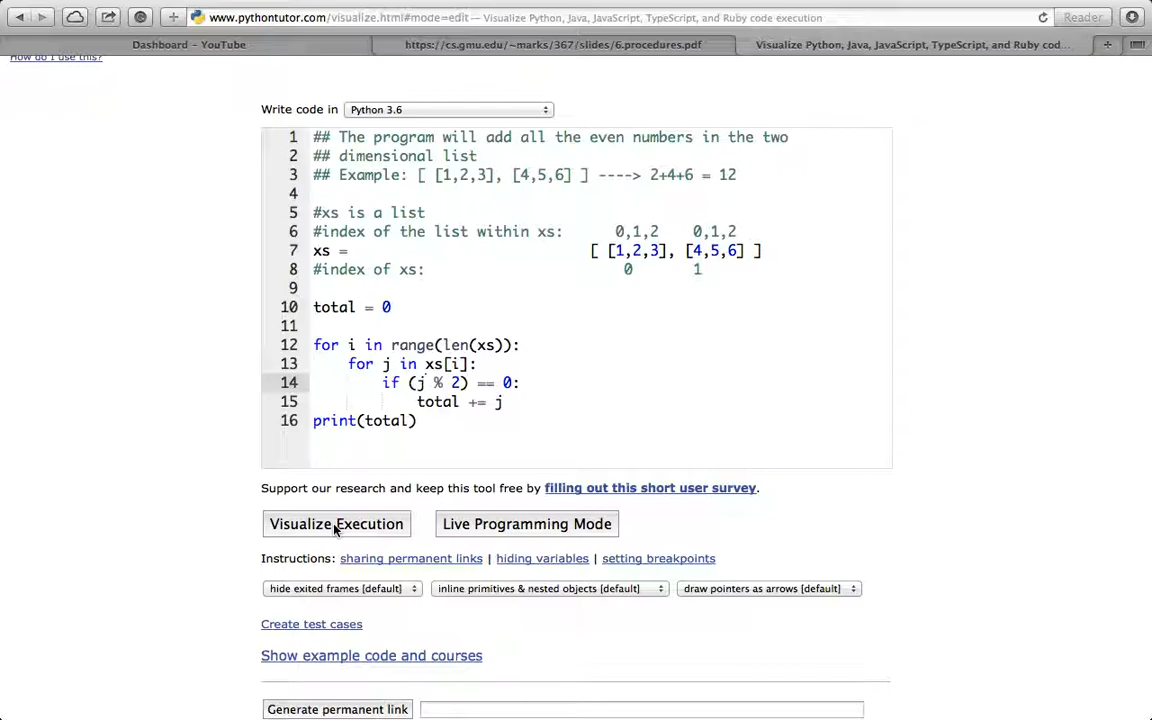 www.pythontutor.com/visualize.html#mode=edit — Visualize Python, Java, JavaScript, TypeScript, and Ruby code execution
Reader
Dashboard - YouTube
https://cs.gmu.edu/~marks/367/slides/6.procedures.pdf
Visualize Python, Java, JavaScript, TypeScript, and Ruby cod...
How do I use this?
Write code in Python 3.6
1 ## The program will add all the even numbers in the two
2 ## dimensional list
3 ## Example: [ [1,2,3], [4,5,6] ] ----> 2+4+6 = 12
4
5 #xs is a list
6 #index of the list within xs: 0,1,2 0,1,2
7 xs = [ [1,2,3], [4,5,6] ]
8 #index of xs: 0 1
9
10 total = 0
11
12 for i in range(len(xs)):
13 for j in xs[i]:
14 if (j % 2) == 0:
15 total += j
16 print(total)
Support our research and keep this tool free by filling out this short user survey.
Visualize Execution Live Programming Mode
Instructions: sharing permanent links | hiding variables | setting breakpoints
hide exited frames [default] inline primitives & nested objects [default] draw pointers as arrows [default]
Create test cases
Show example code and courses
Generate permanent link